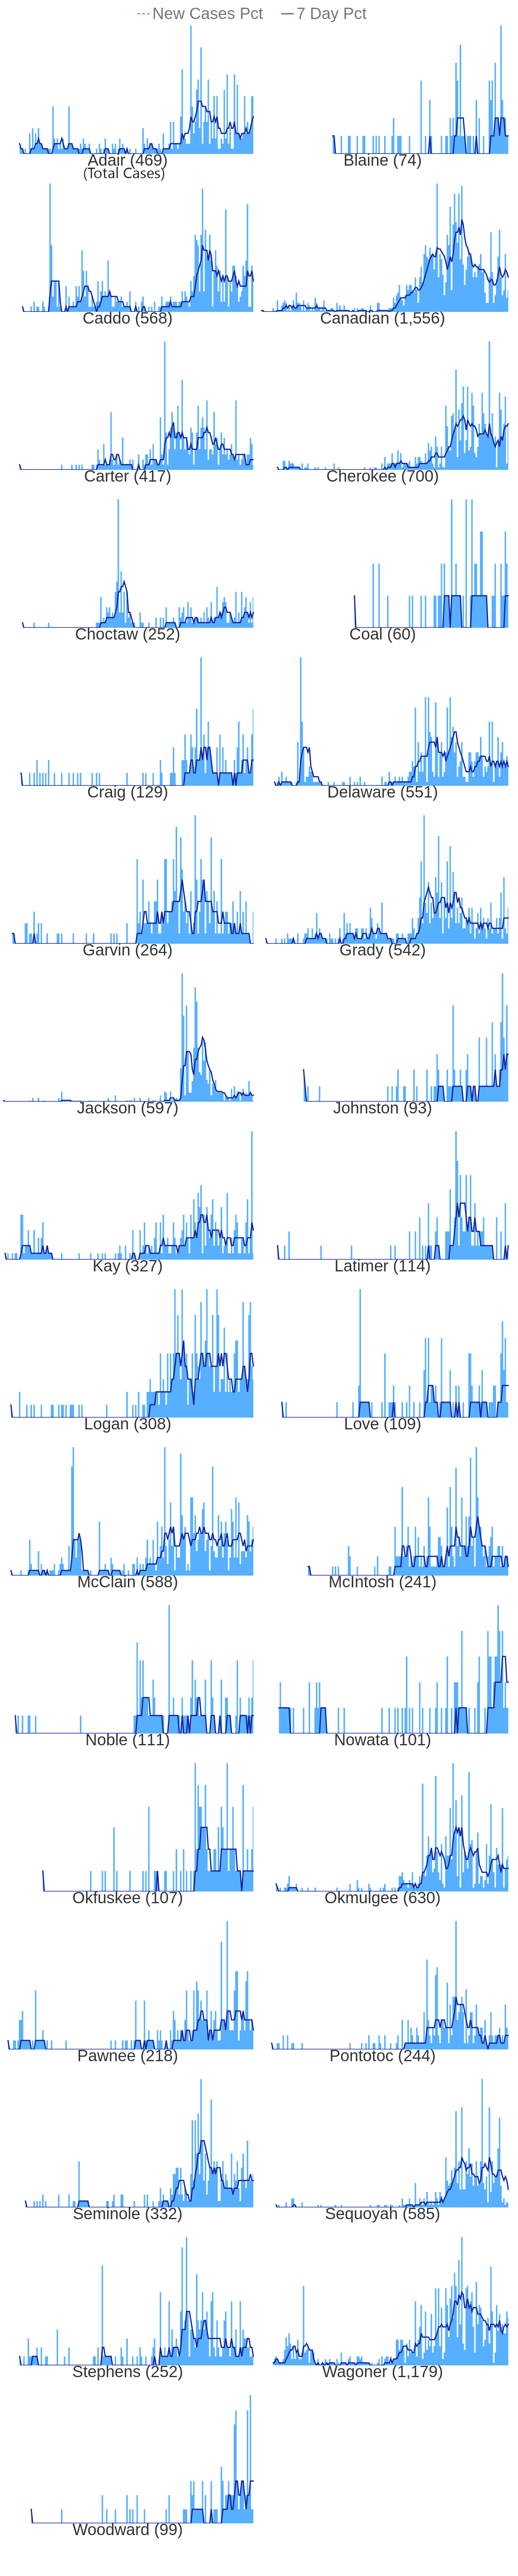 New Cases Pct 7 Day Pct
Adair (469) Blaine (74)
(Total Cases)
Caddo (568) Canadian (1,556)
Carter (417) Cherokee (700)
Choctaw (252) Coal (60)
Craig (129) Delaware (551)
Garvin (264) Grady (542)
Jackson (597) Johnston (93)
Kay (327) Latimer (114)
Logan (308) Love (109)
McClain (588) McIntosh (241)
Noble (111) Nowata (101)
Okfuskee (107) Okmulgee (630)
Pawnee (218) Pontotoc (244)
Seminole (332) Sequoyah (585)
Stephens (252) Wagoner (1,179)
Woodward (99)